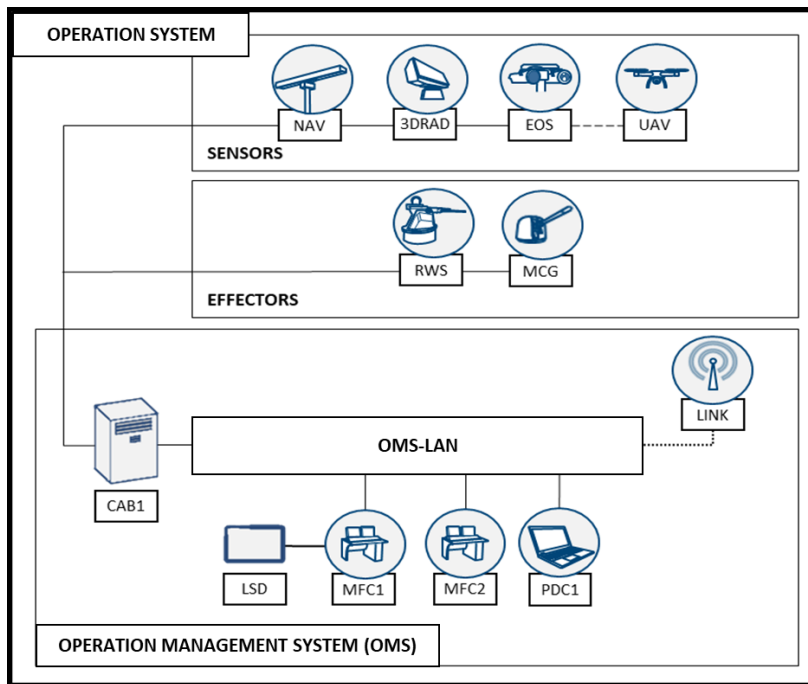 OPERATION SYSTEM
NAV
3DRAD
EOS
UAV
SENSORS
RWS
MCG
EFFECTORS
LINK
OMS-LAN
CAB1
LSD
MFC1
MFC2
PDC1
OPERATION MANAGEMENT SYSTEM (OMS)